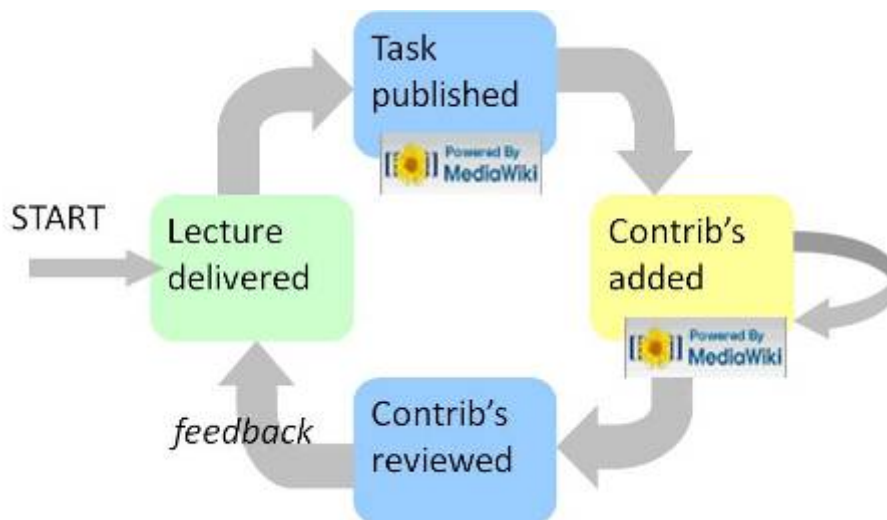 Task
published
Powered By
MediaWiki
START
Lecture
delivered
Contrib's
added
Powered By
MediaWiki
feedback
Contrib's
reviewed